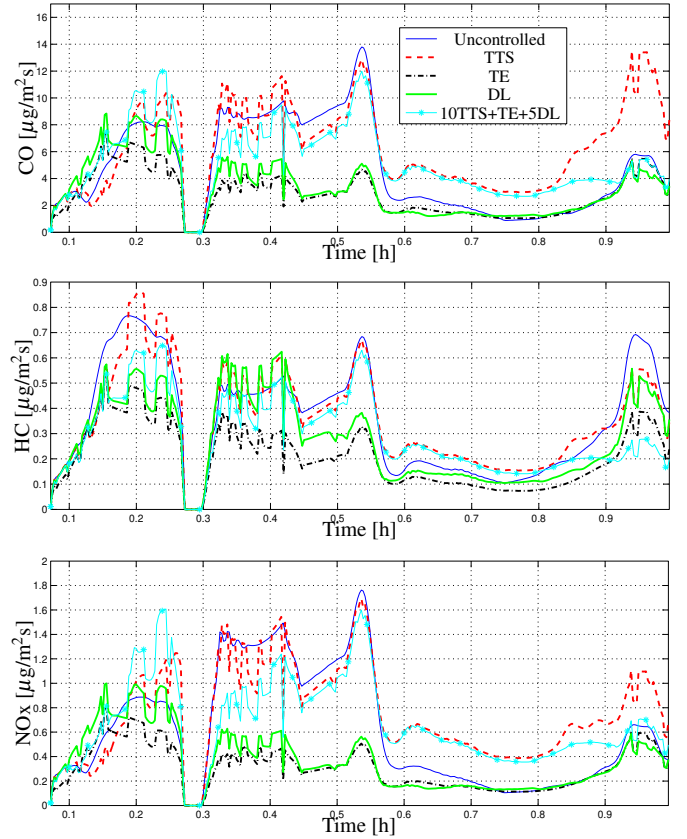 16
14
12
10
8
6
4
2
0
CO [μg/m²s]
0.1 0.2 0.3 0.4 0.5 0.6 0.7 0.8 0.9
Time [h]
Uncontrolled
TTS
TE
DL
10TTS+TE+5DL
0.9
0.8
0.7
0.6
0.5
0.4
0.3
0.2
0.1
0
HC [μg/m²s]
0.1 0.2 0.3 0.4 0.5 0.6 0.7 0.8 0.9
Time [h]
2
1.8
1.6
1.4
1.2
1
0.8
0.6
0.4
0.2
0
NOx [μg/m²s]
0.1 0.2 0.3 0.4 0.5 0.6 0.7 0.8 0.9
Time [h]